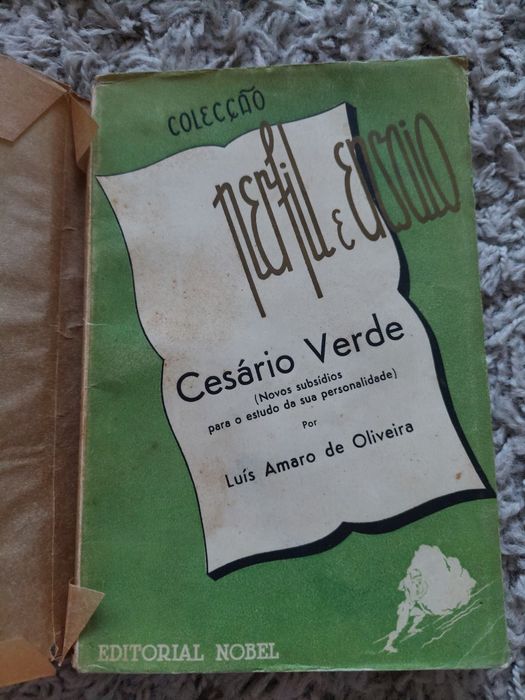 COLECÇÃO
perfil e ensaio
Cesário Verde
(Novos subsídios
para o estudo da sua personalidade)
Por
Luís Amaro de Oliveira
EDITORIAL NOBEL